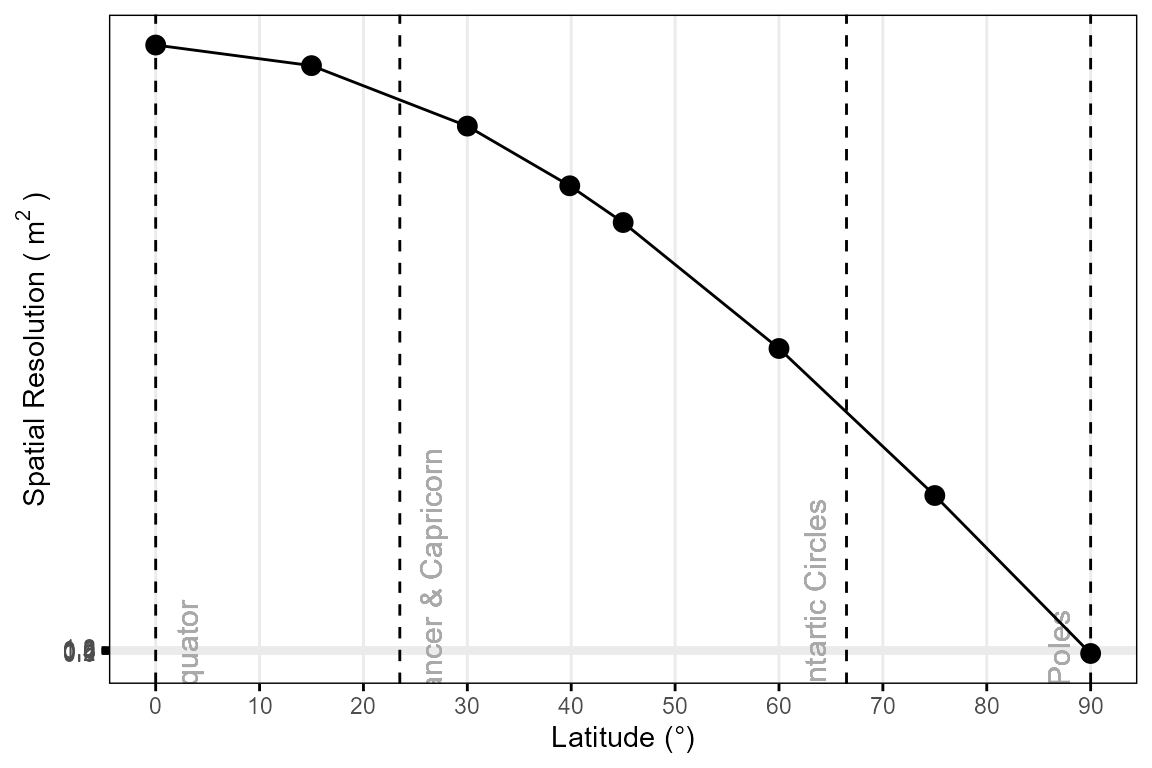 Spatial Resolution ( m² )
quator
ancer & Capricorn
ntartic Circles
Poles
0 10 20 30 40 50 60 70 80 90
Latitude (°)